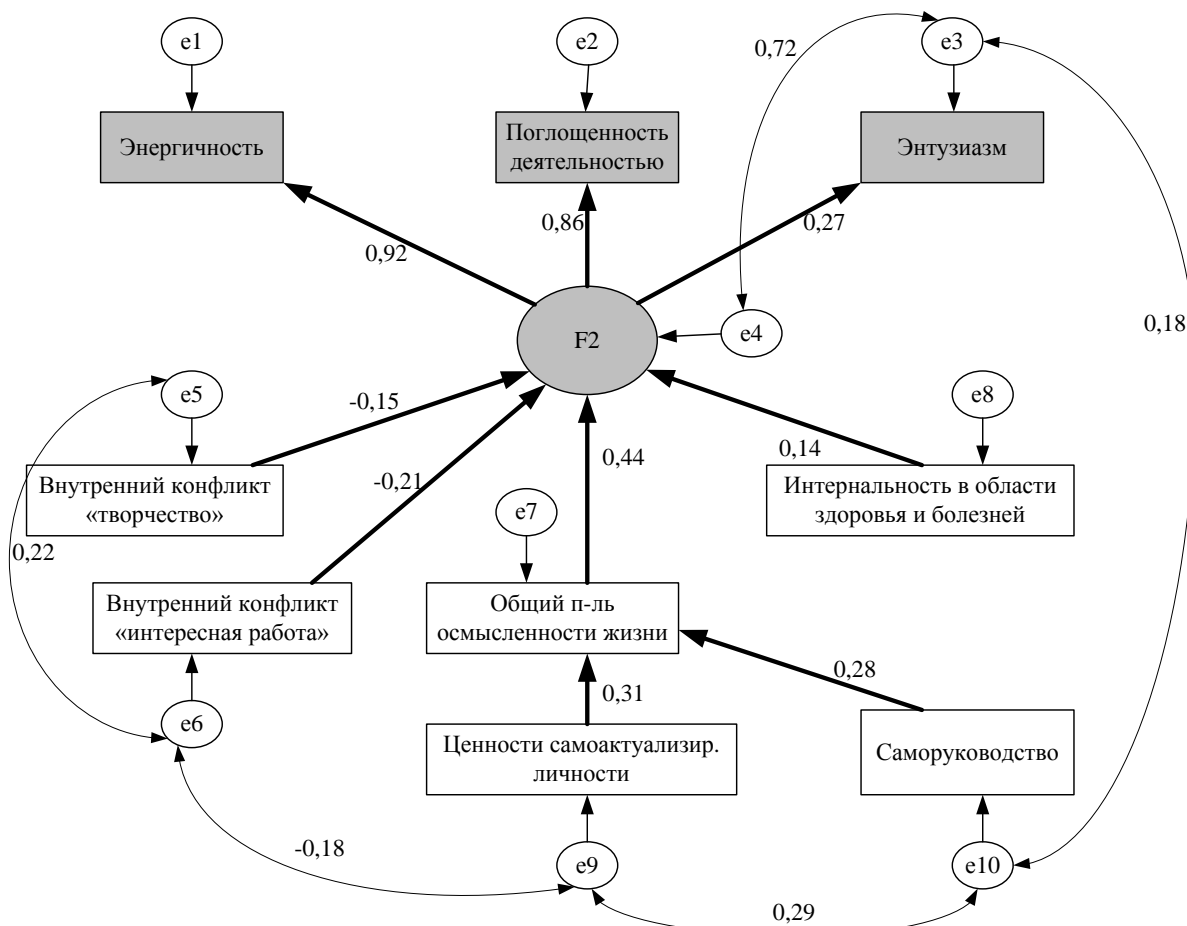 e1
e2
e3
0,72
Энергичность
Поглощенность
деятельностью
Энтузиазм
0,92
0,86
0,27
F2
e4
0,18
e5
-0,15
e8
0,44
0,14
Внутренний конфликт
«творчество»
-0,21
Интернальность в области
здоровья и болезней
e7
0,22
Внутренний конфликт
«интересная работа»
Общий п-ль
осмысленности жизни
0,28
0,31
e6
Ценности самоактуализир.
личности
Саморуководство
-0,18
e9
e10
0,29